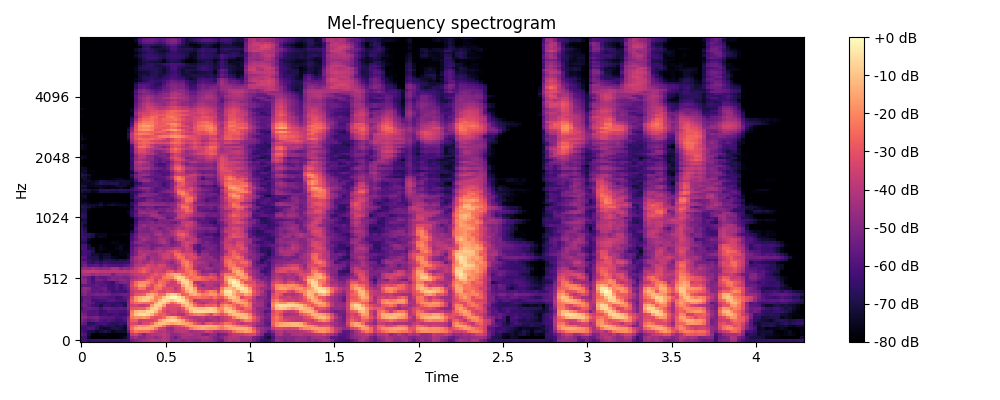 Mel-frequency spectrogram
Hz
4096
2048
1024
512
0
0 0.5 1 1.5 2 2.5 3 3.5 4
Time
+0 dB
-10 dB
-20 dB
-30 dB
-40 dB
-50 dB
-60 dB
-70 dB
-80 dB